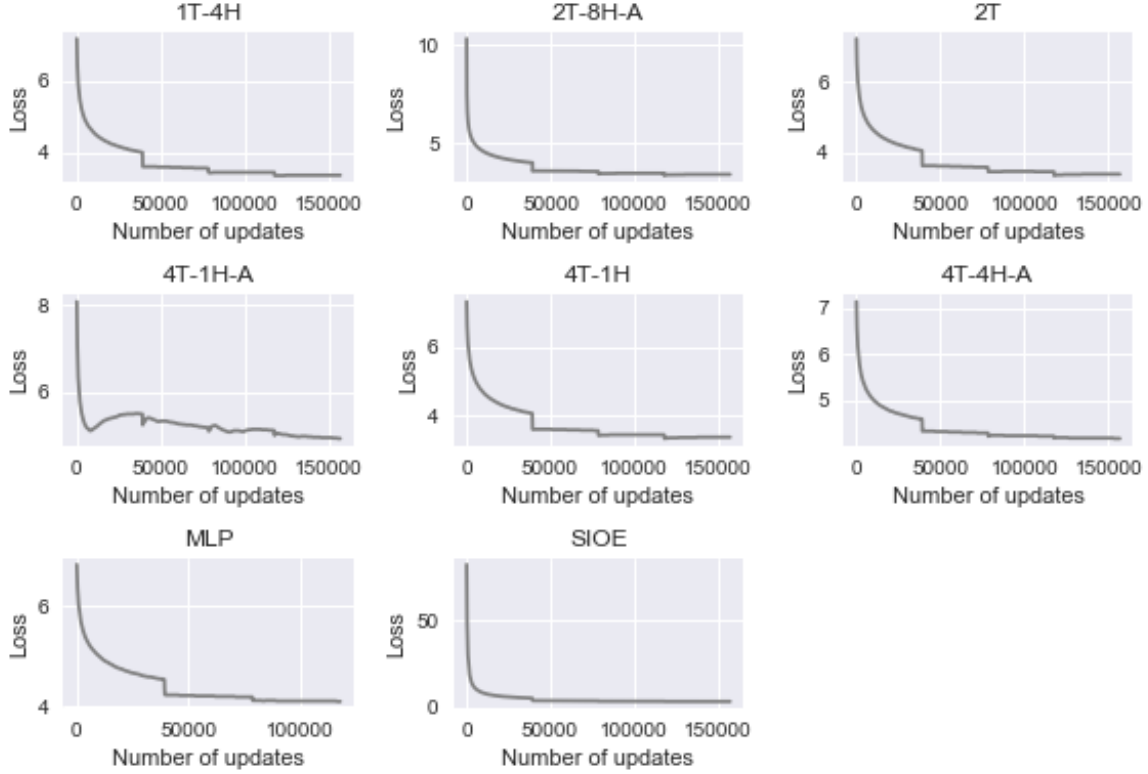 1T-4H 2T-8H-A 2T
6
4
Loss
0 50000 100000 150000
Number of updates
10
5
Loss
0 50000 100000 150000
Number of updates
6
4
Loss
0 50000 100000 150000
Number of updates
4T-1H-A 4T-1H 4T-4H-A
8
6
Loss
0 50000 100000 150000
Number of updates
6
4
Loss
0 50000 100000 150000
Number of updates
7
6
5
Loss
0 50000 100000 150000
Number of updates
MLP SIOE
6
4
Loss
0 50000 100000
Number of updates
50
0
Loss
0 50000 100000 150000
Number of updates